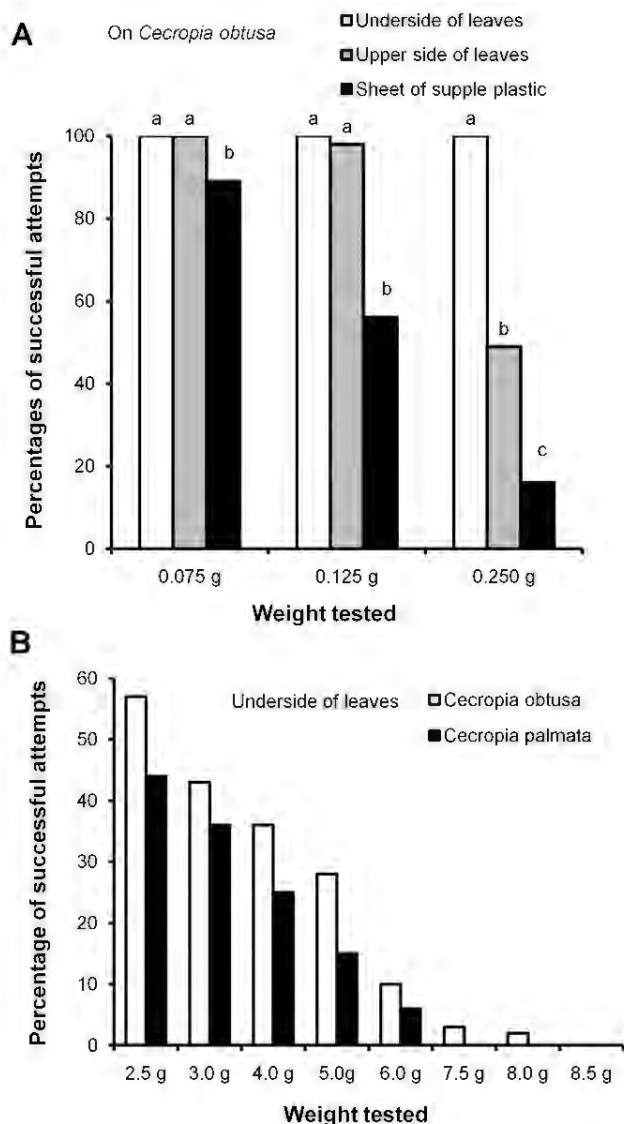 A
On Cecropia obtusa
Underside of leaves
Upper side of leaves
Sheet of supple plastic
Percentages of successful attempts
100
80
60
40
20
0
a a b
a a b
a b c
0.075 g 0.125 g 0.250 g
Weight tested
B
Underside of leaves
Cecropia obtusa
Cecropia palmata
Percentage of successful attempts
60
50
40
30
20
10
0
2.5 g 3.0 g 4.0 g 5.0g 6.0 g 7.5 g 8.0 g 8.5 g
Weight tested